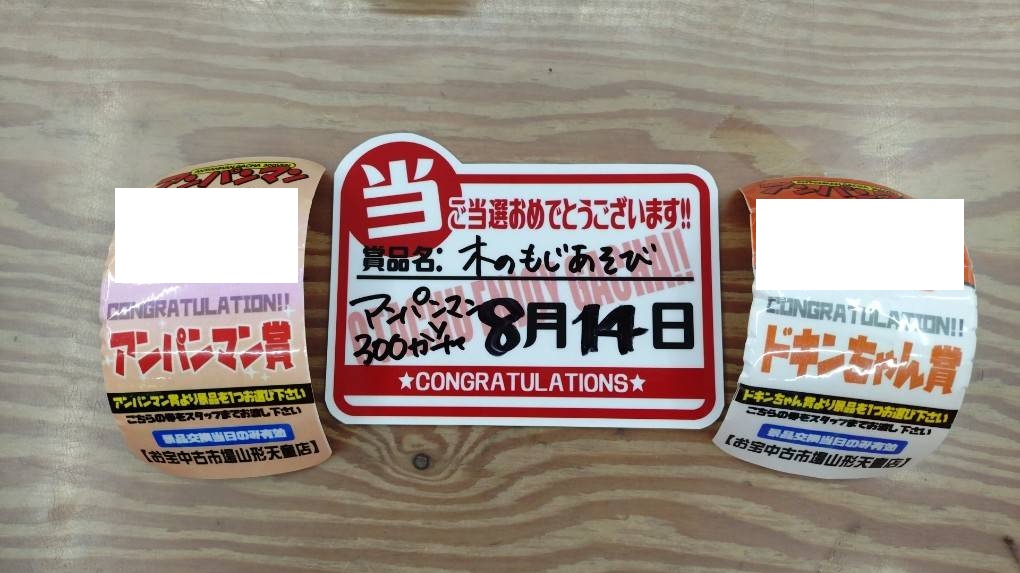 アンパンマン
CONGRATULATION!!
アンパンマン賞
アンパンマン賞より景品を1つお選び下さい
こちらの券をスタッフまでお渡し下さい
景品交換当日のみ有効
【お宝中古市場山形天童店】
当
ご当選おめでとうございます!!
賞品名: 木のもじあそび
アンパンマン
300円ガチャ
8月14日
★CONGRATULATIONS★
CONGRATULATION!!
ドキンちゃん賞
ドキンちゃん賞より景品を1つお選び下さい
こちらの券をスタッフまでお渡し下さい
景品交換当日のみ有効
【お宝中古市場山形天童店】